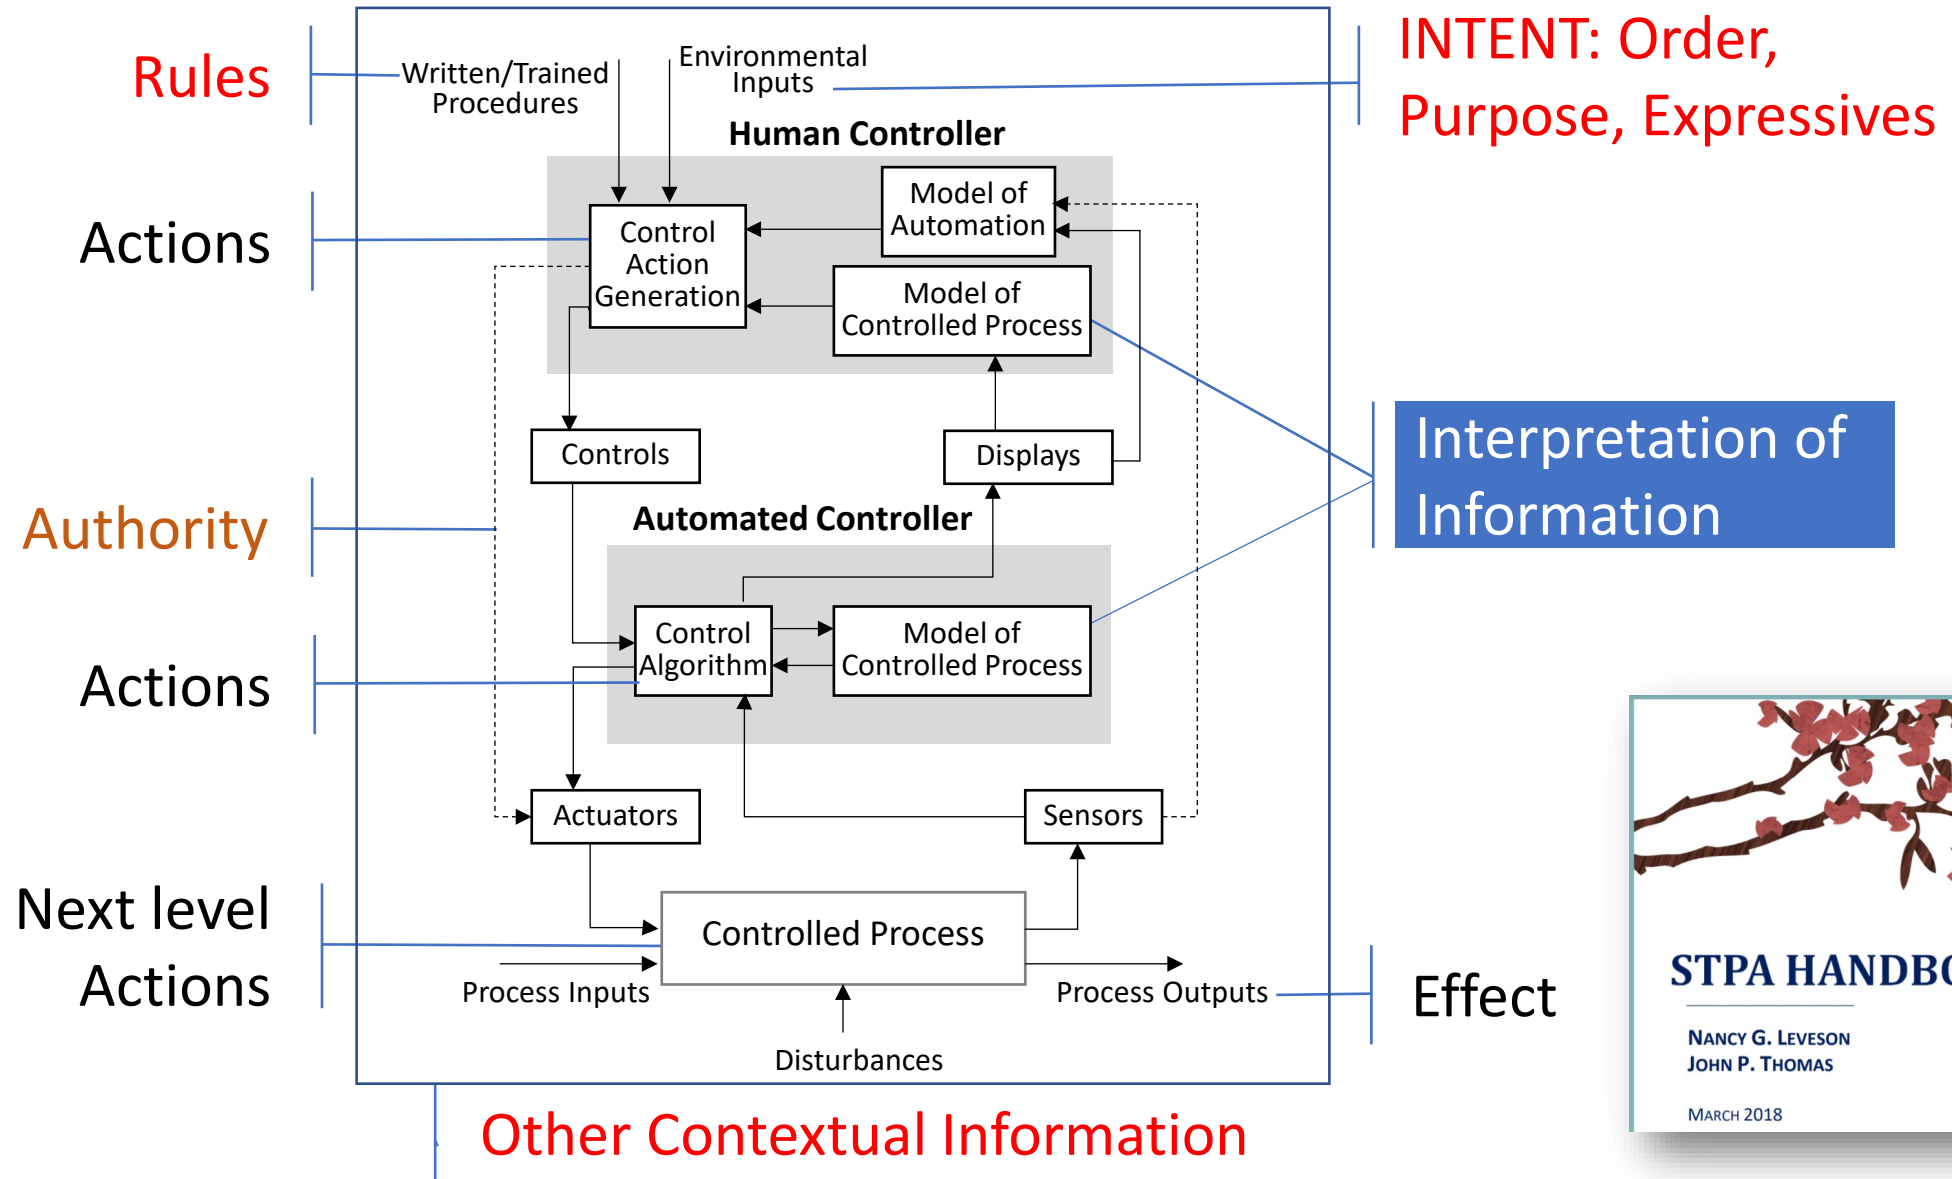 Rules
Written/Trained
Procedures
Environmental
Inputs
INTENT: Order,
Purpose, Expressives
Human Controller
Actions
Control
Action
Generation
Model of
Automation
Model of
Controlled Process
Controls
Displays
Interpretation of
Information
Authority
Automated Controller
Actions
Control
Algorithm
Model of
Controlled Process
Actuators
Sensors
Next level
Actions
Controlled Process
Process Inputs
Process Outputs
Effect
Disturbances
Other Contextual Information
STPA HANDBO
NANCY G. LEVESON
JOHN P. THOMAS
MARCH 2018